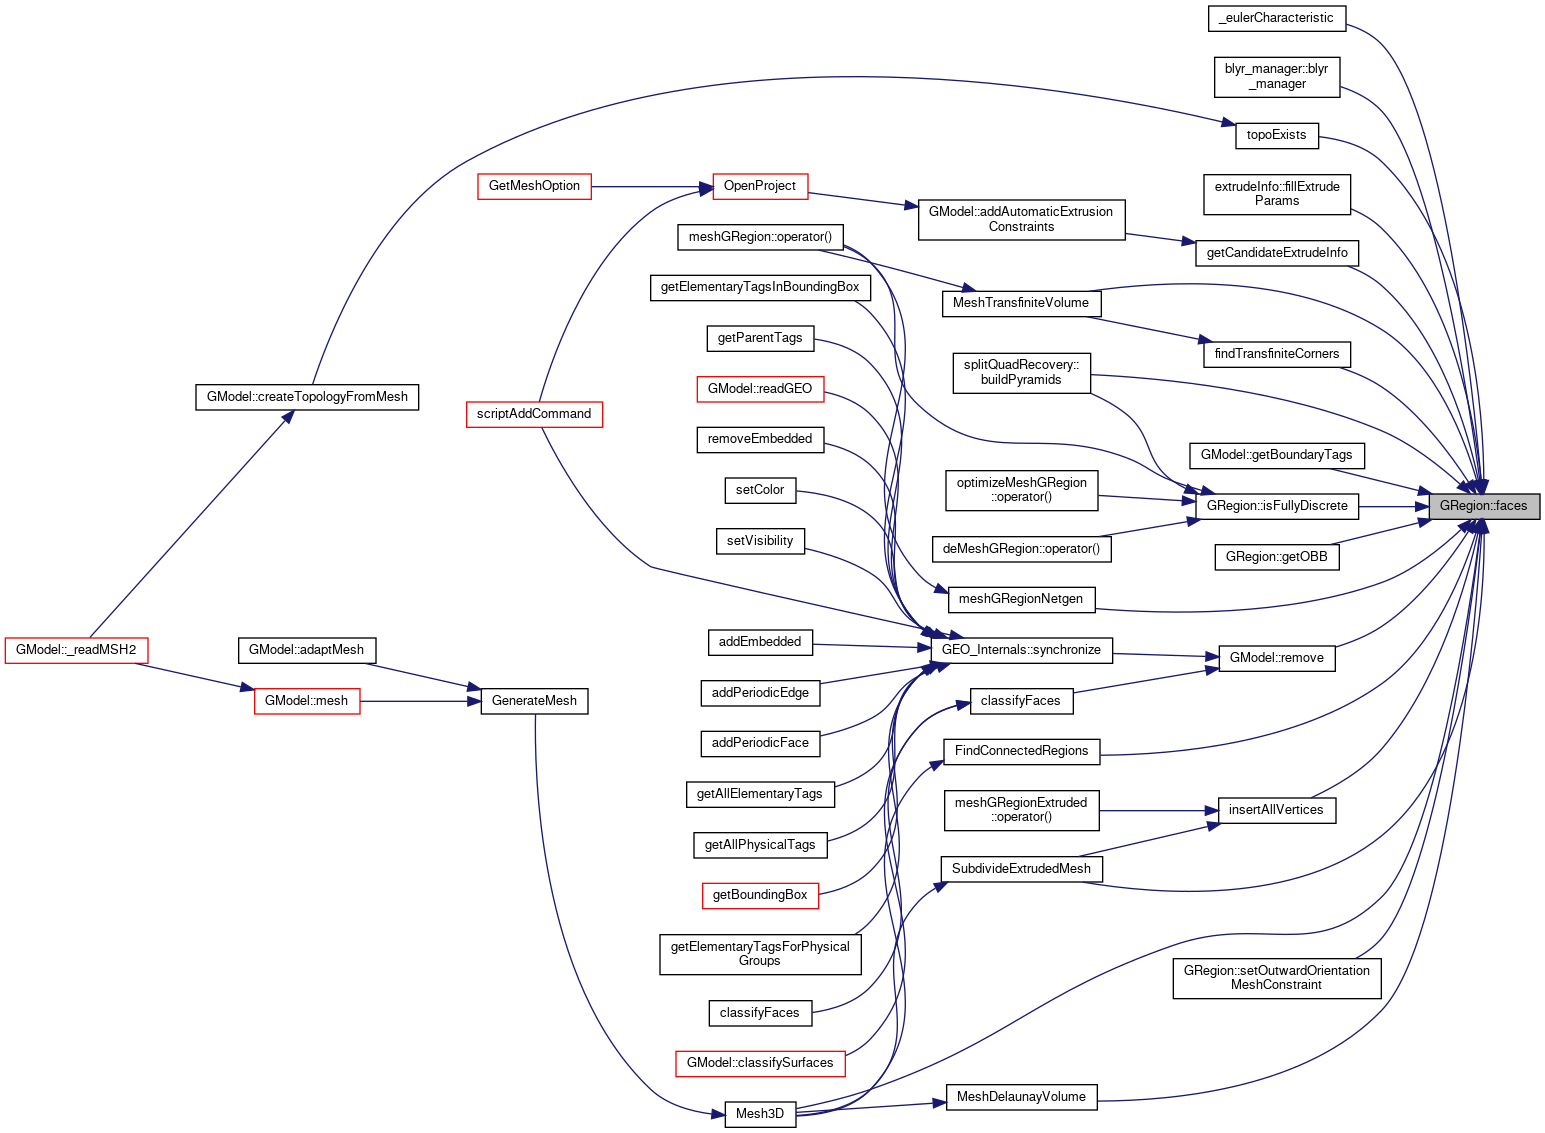 _eulerCharacteristic
blyr_manager::blyr
_manager
topoExists
GetMeshOption
OpenProject
extrudeInfo::fillExtrude
Params
GModel::addAutomaticExtrusion
Constraints
meshGRegion::operator()
getCandidateExtrudeInfo
getElementaryTagsInBoundingBox
MeshTransfiniteVolume
getParentTags
findTransfiniteCorners
splitQuadRecovery::
buildPyramids
GModel::readGEO
GModel::createTopologyFromMesh
scriptAddCommand
removeEmbedded
GModel::getBoundaryTags
setColor
optimizeMeshGRegion
::operator()
GRegion::isFullyDiscrete
GRegion::faces
setVisibility
deMeshGRegion::operator()
GRegion::getOBB
meshGRegionNetgen
GModel::_readMSH2
GModel::adaptMesh
addEmbedded
GEO_Internals::synchronize
GModel::remove
GModel::mesh
GenerateMesh
addPeriodicEdge
classifyFaces
addPeriodicFace
FindConnectedRegions
getAllElementaryTags
meshGRegionExtruded
::operator()
insertAllVertices
getAllPhysicalTags
SubdivideExtrudedMesh
getBoundingBox
getElementaryTagsForPhysical
Groups
GRegion::setOutwardOrientation
MeshConstraint
classifyFaces
GModel::classifySurfaces
MeshDelaunayVolume
Mesh3D